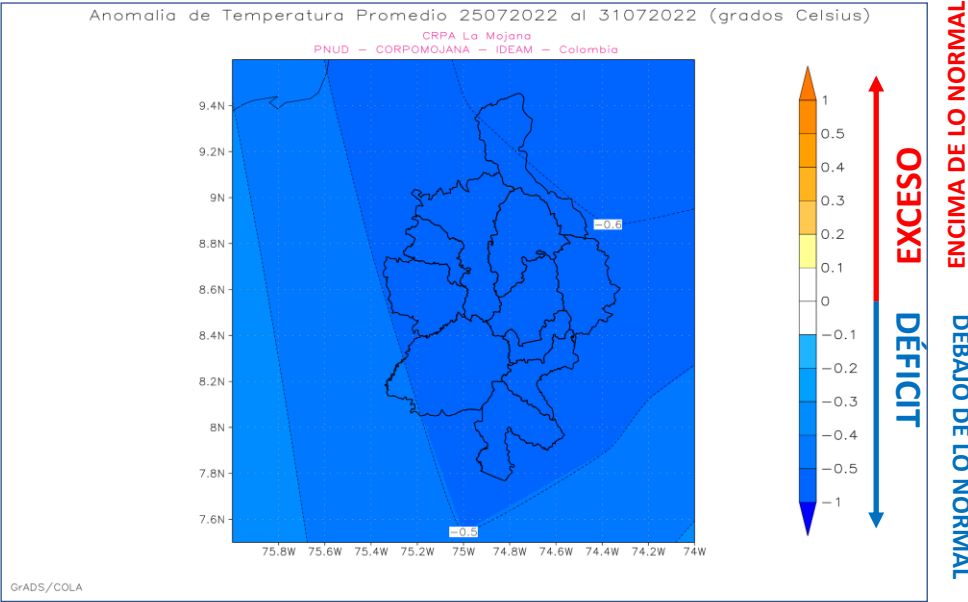 Anomalia de Temperatura Promedio 25072022 al 31072022 (grados Celsius)
CRPA La Mojana
PNUD – CORPOMOJANA – IDEAM – Colombia
9.4N
9.2N
9N
8.8N
8.6N
8.4N
8.2N
8N
7.8N
7.6N
75.8W
75.6W
75.4W
75.2W
75W
74.8W
74.6W
74.4W
74.2W
74W
-0.6
-0.5
1
0.5
0.4
0.3
0.2
0.1
0
-0.1
-0.2
-0.3
-0.4
-0.5
-1
EXCESO
DÉFICIT
ENCIMA DE LO NORMAL
DEBAJO DE LO NORMAL
GrADS/COLA